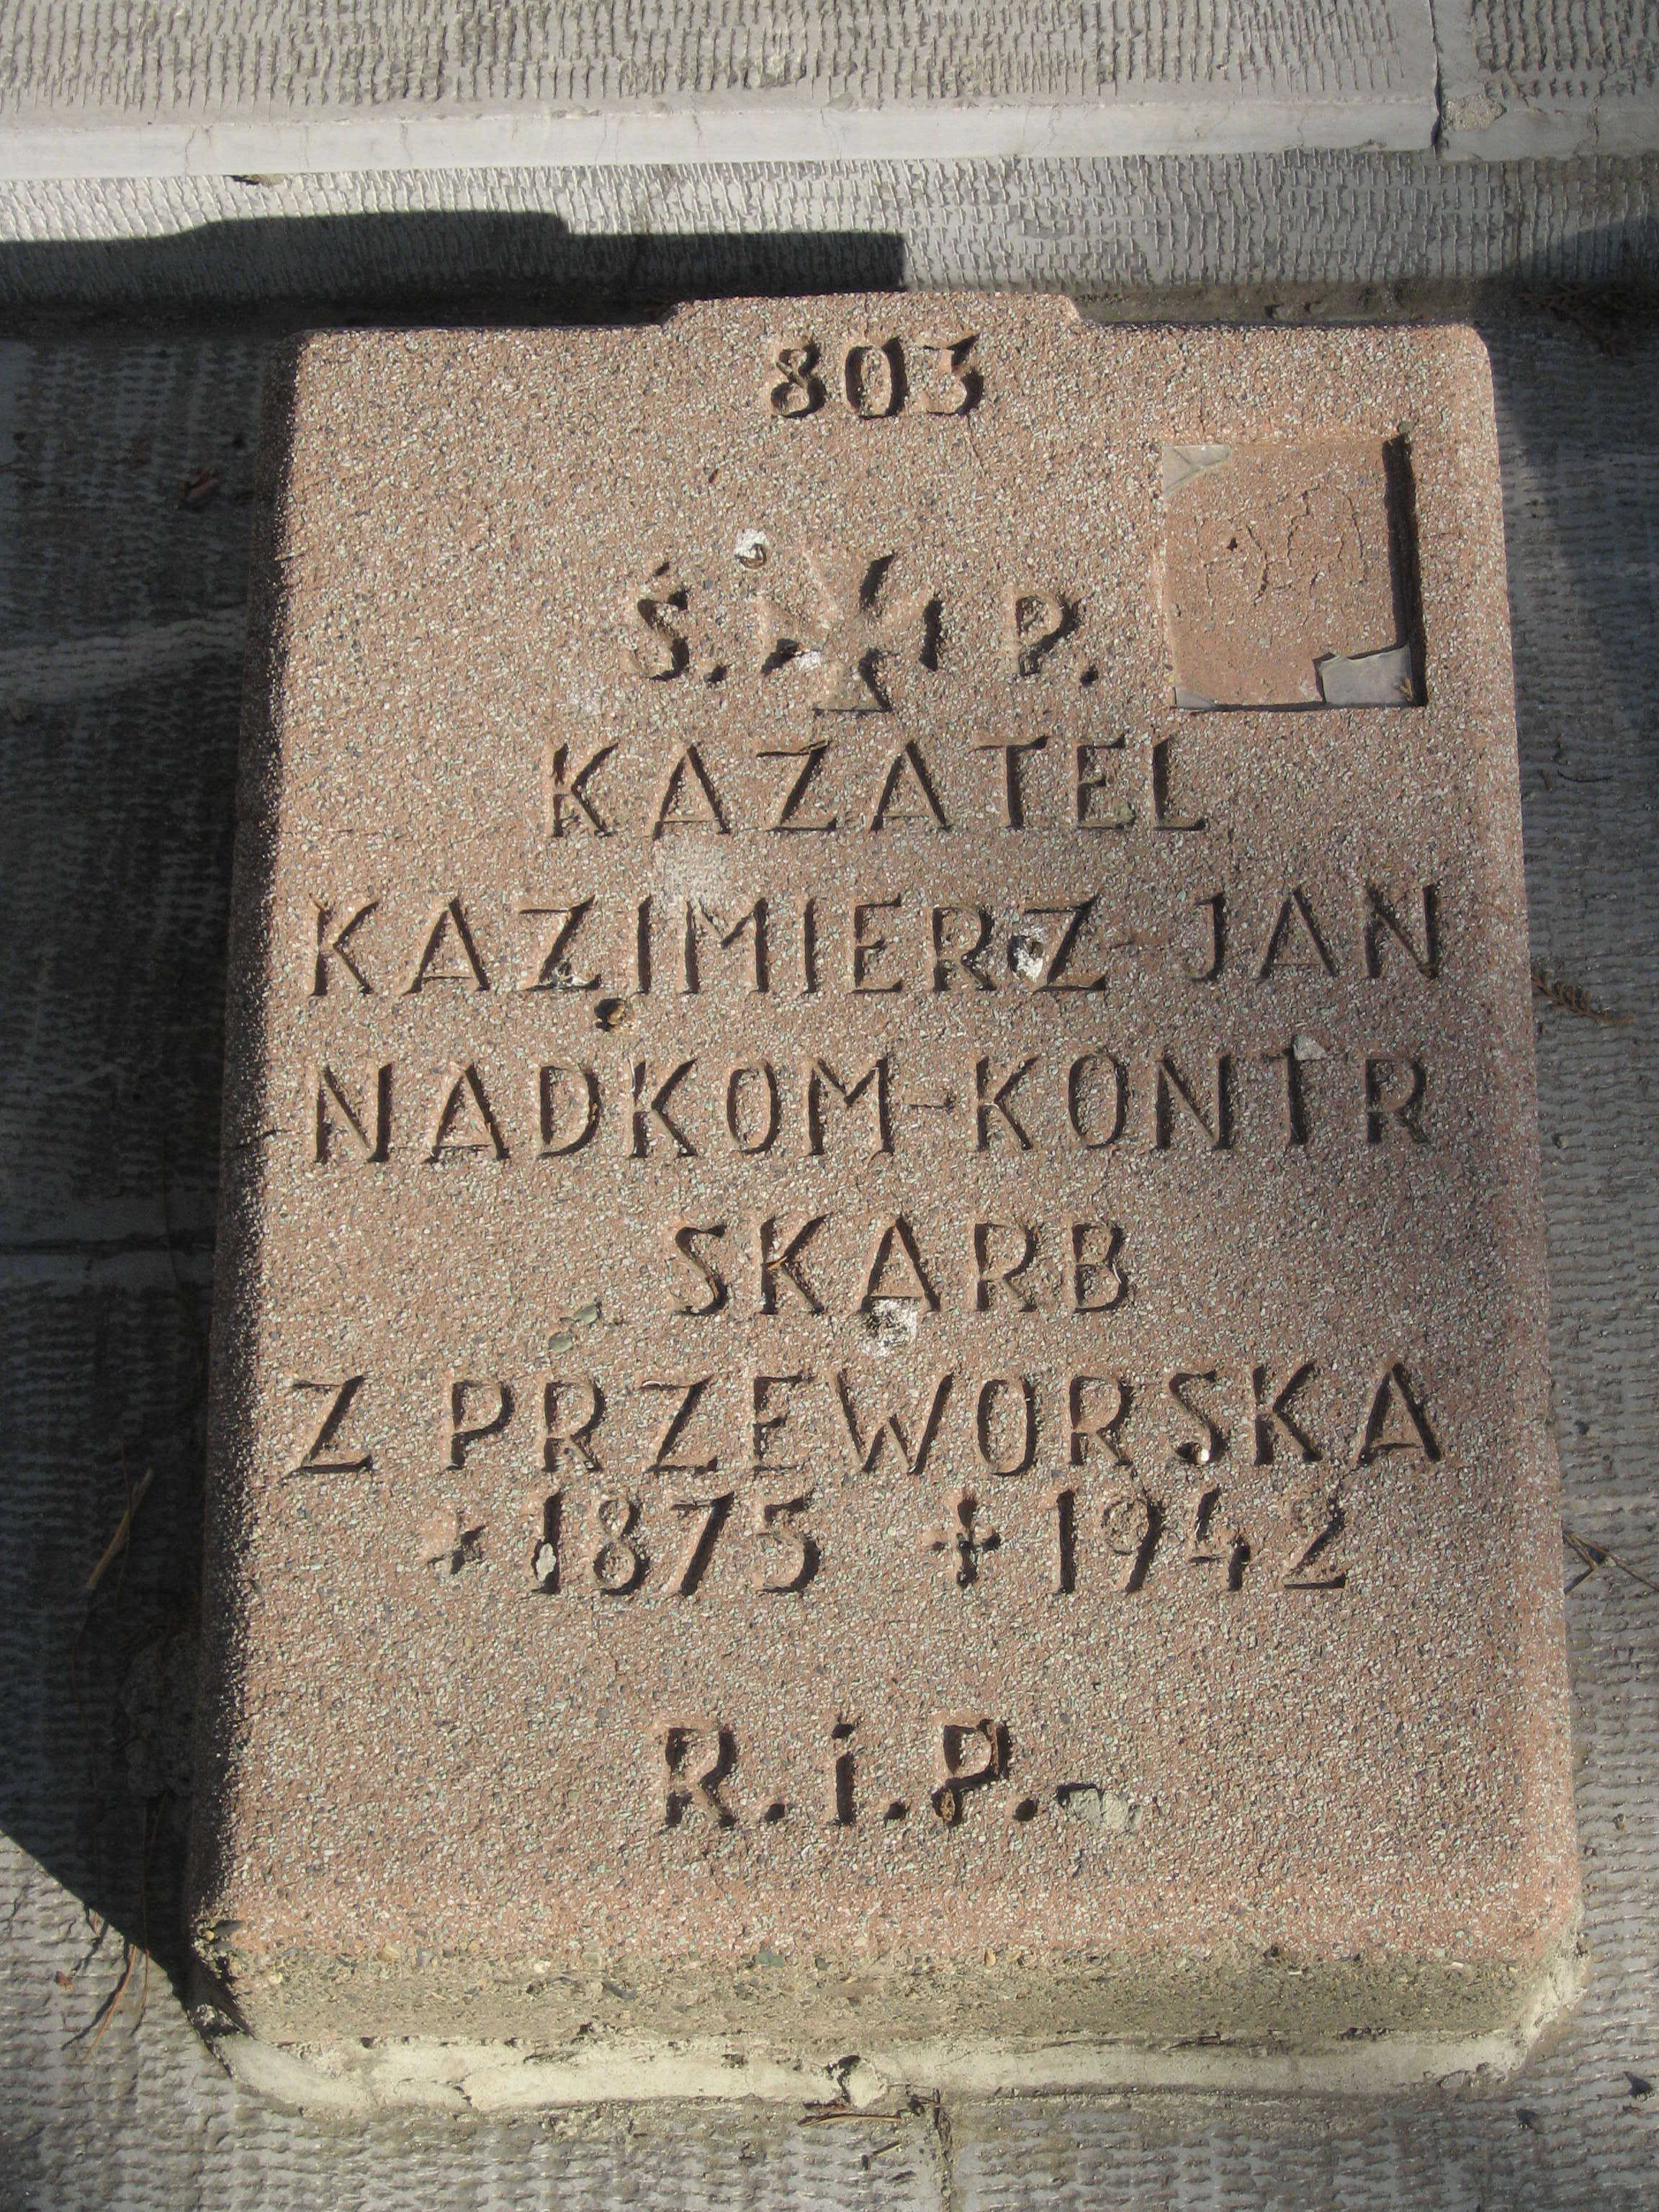 803
Ś. P.
KAZATEL
KAZIMIERZ-JAN
NADKOM-KONTR
SKARB
Z PRZEWORSKA
* 1875 + 1942
R.i.P.